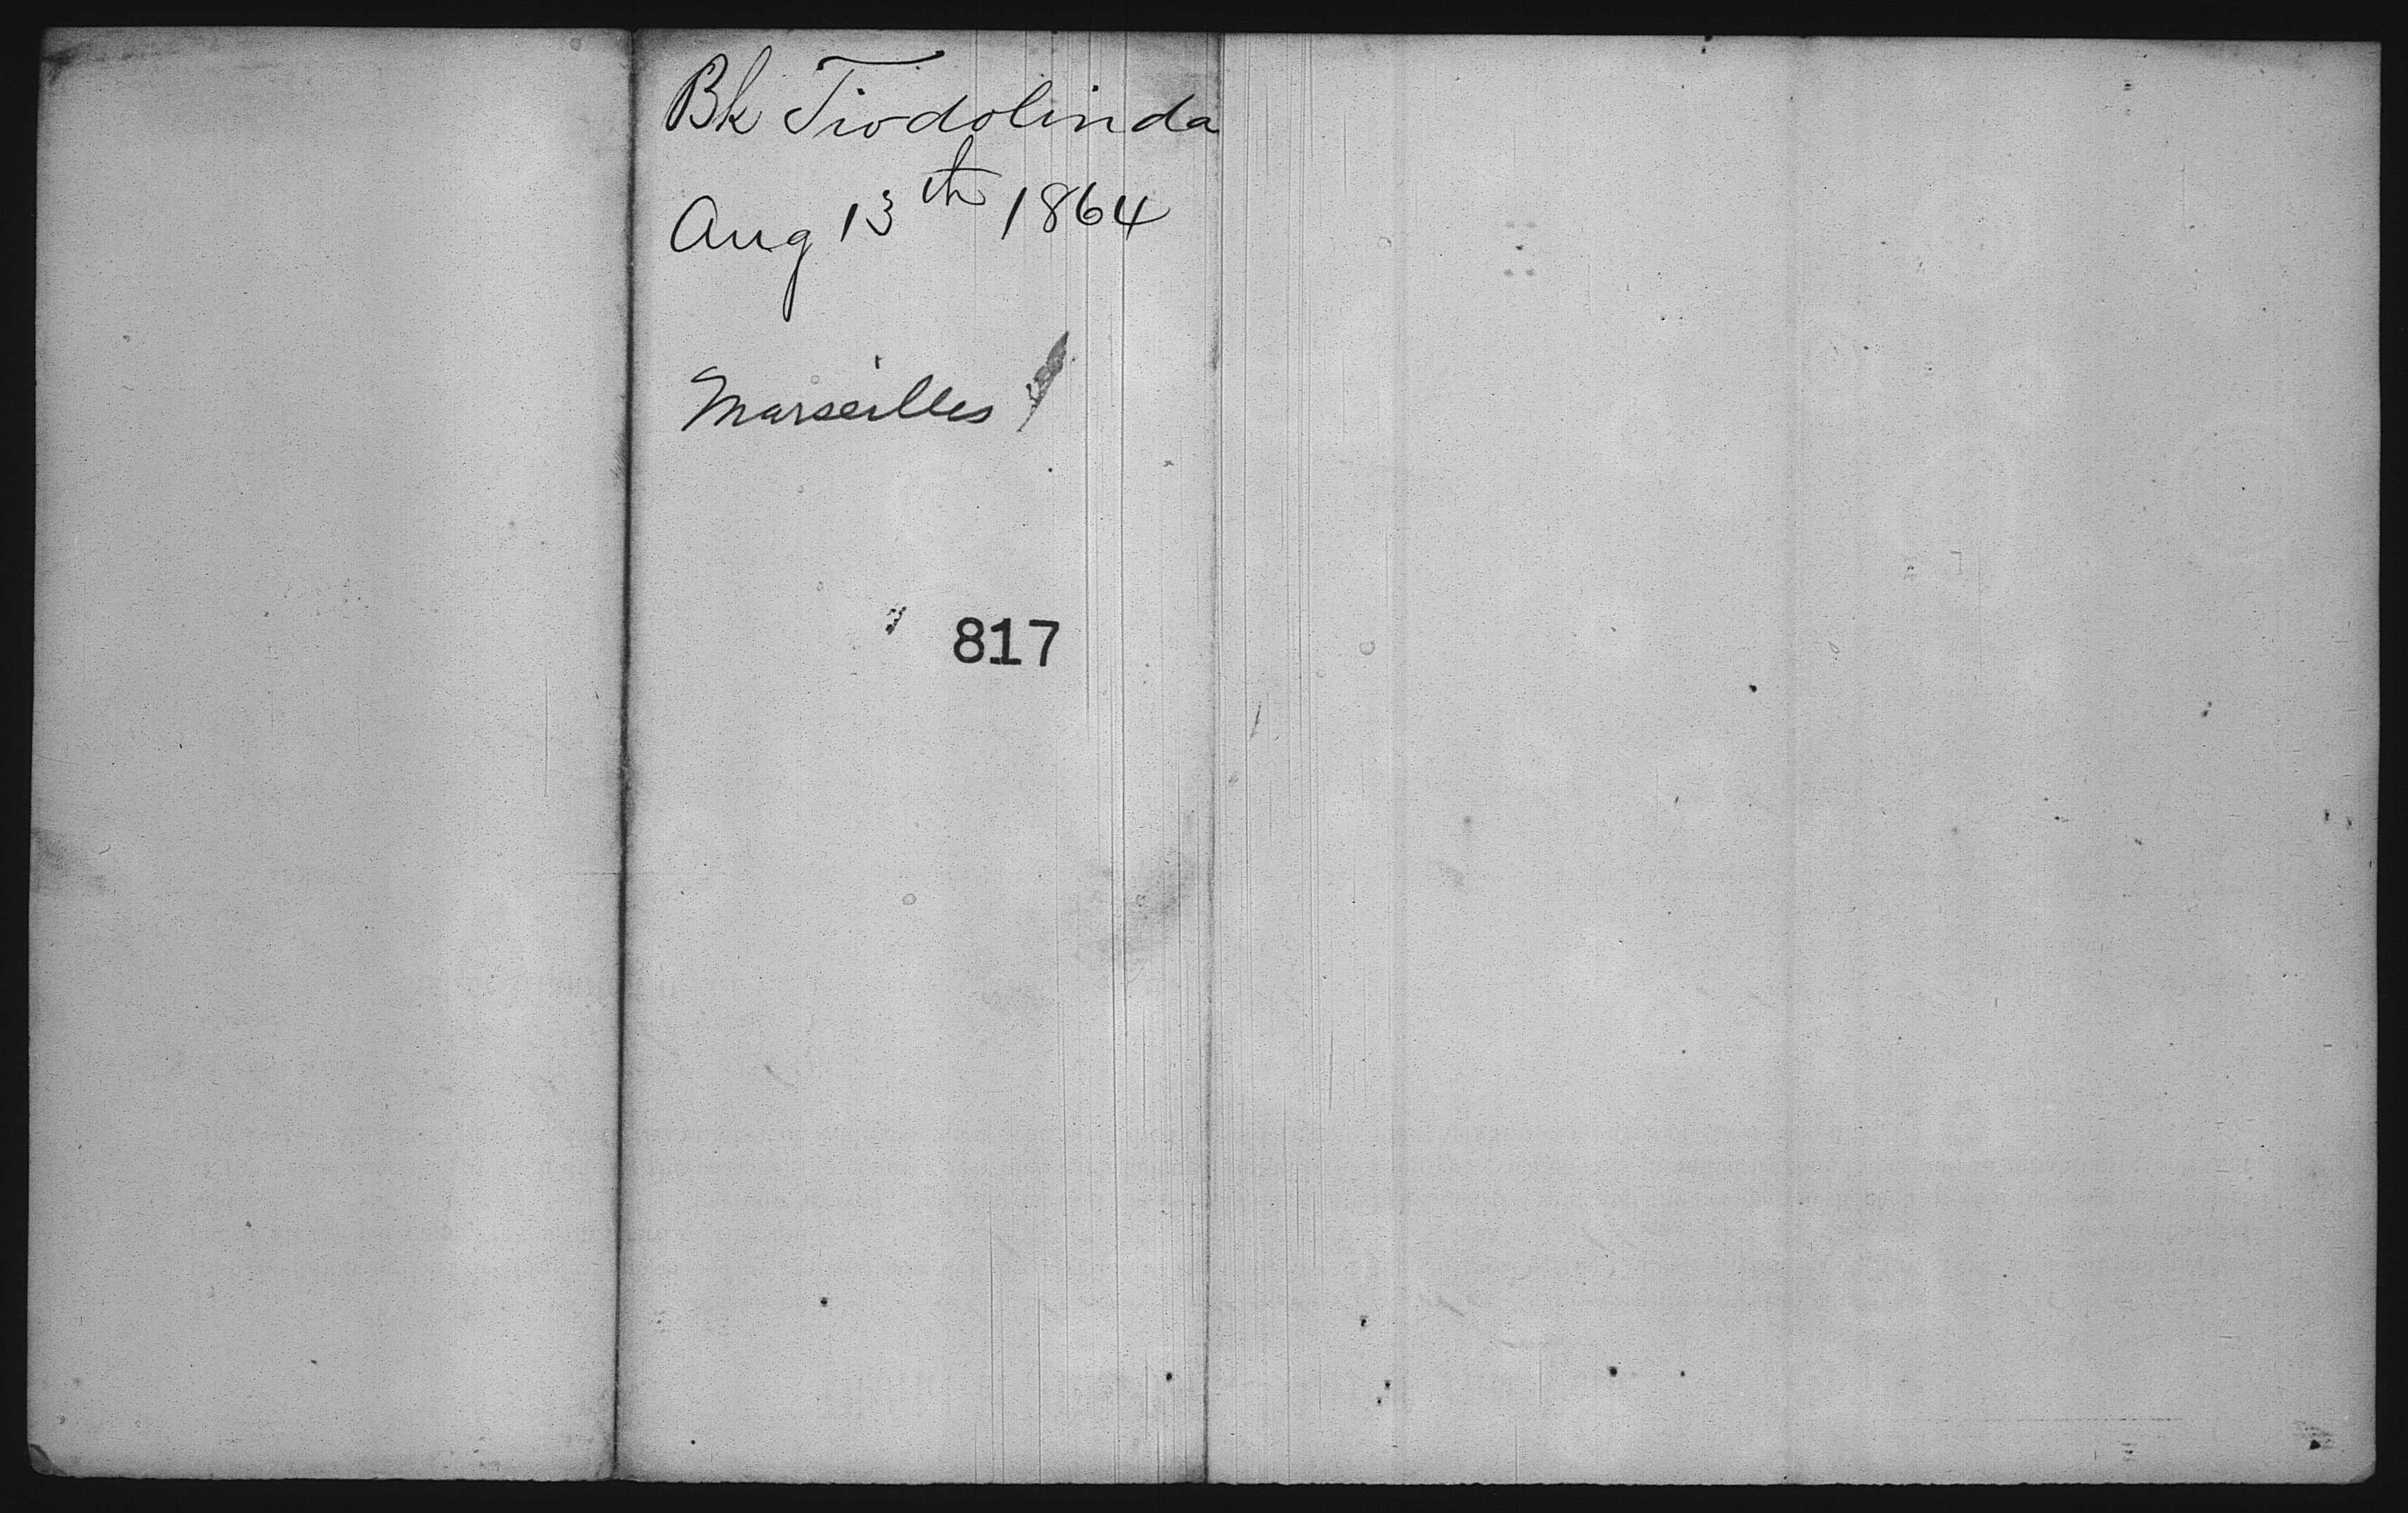 Bk Tiodolinda
Aug 13th 1864
Marseilles
817